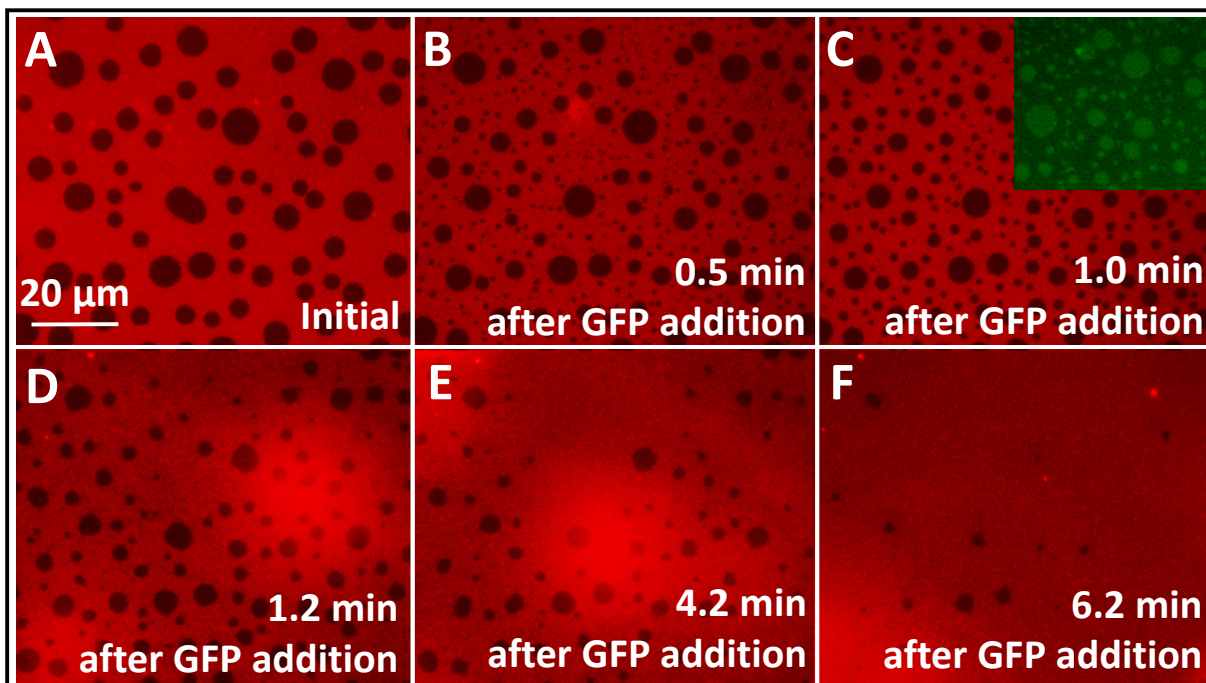 A
20 µm
Initial
B
0.5 min
after GFP addition
C
1.0 min
after GFP addition
D
1.2 min
after GFP addition
E
4.2 min
after GFP addition
F
6.2 min
after GFP addition